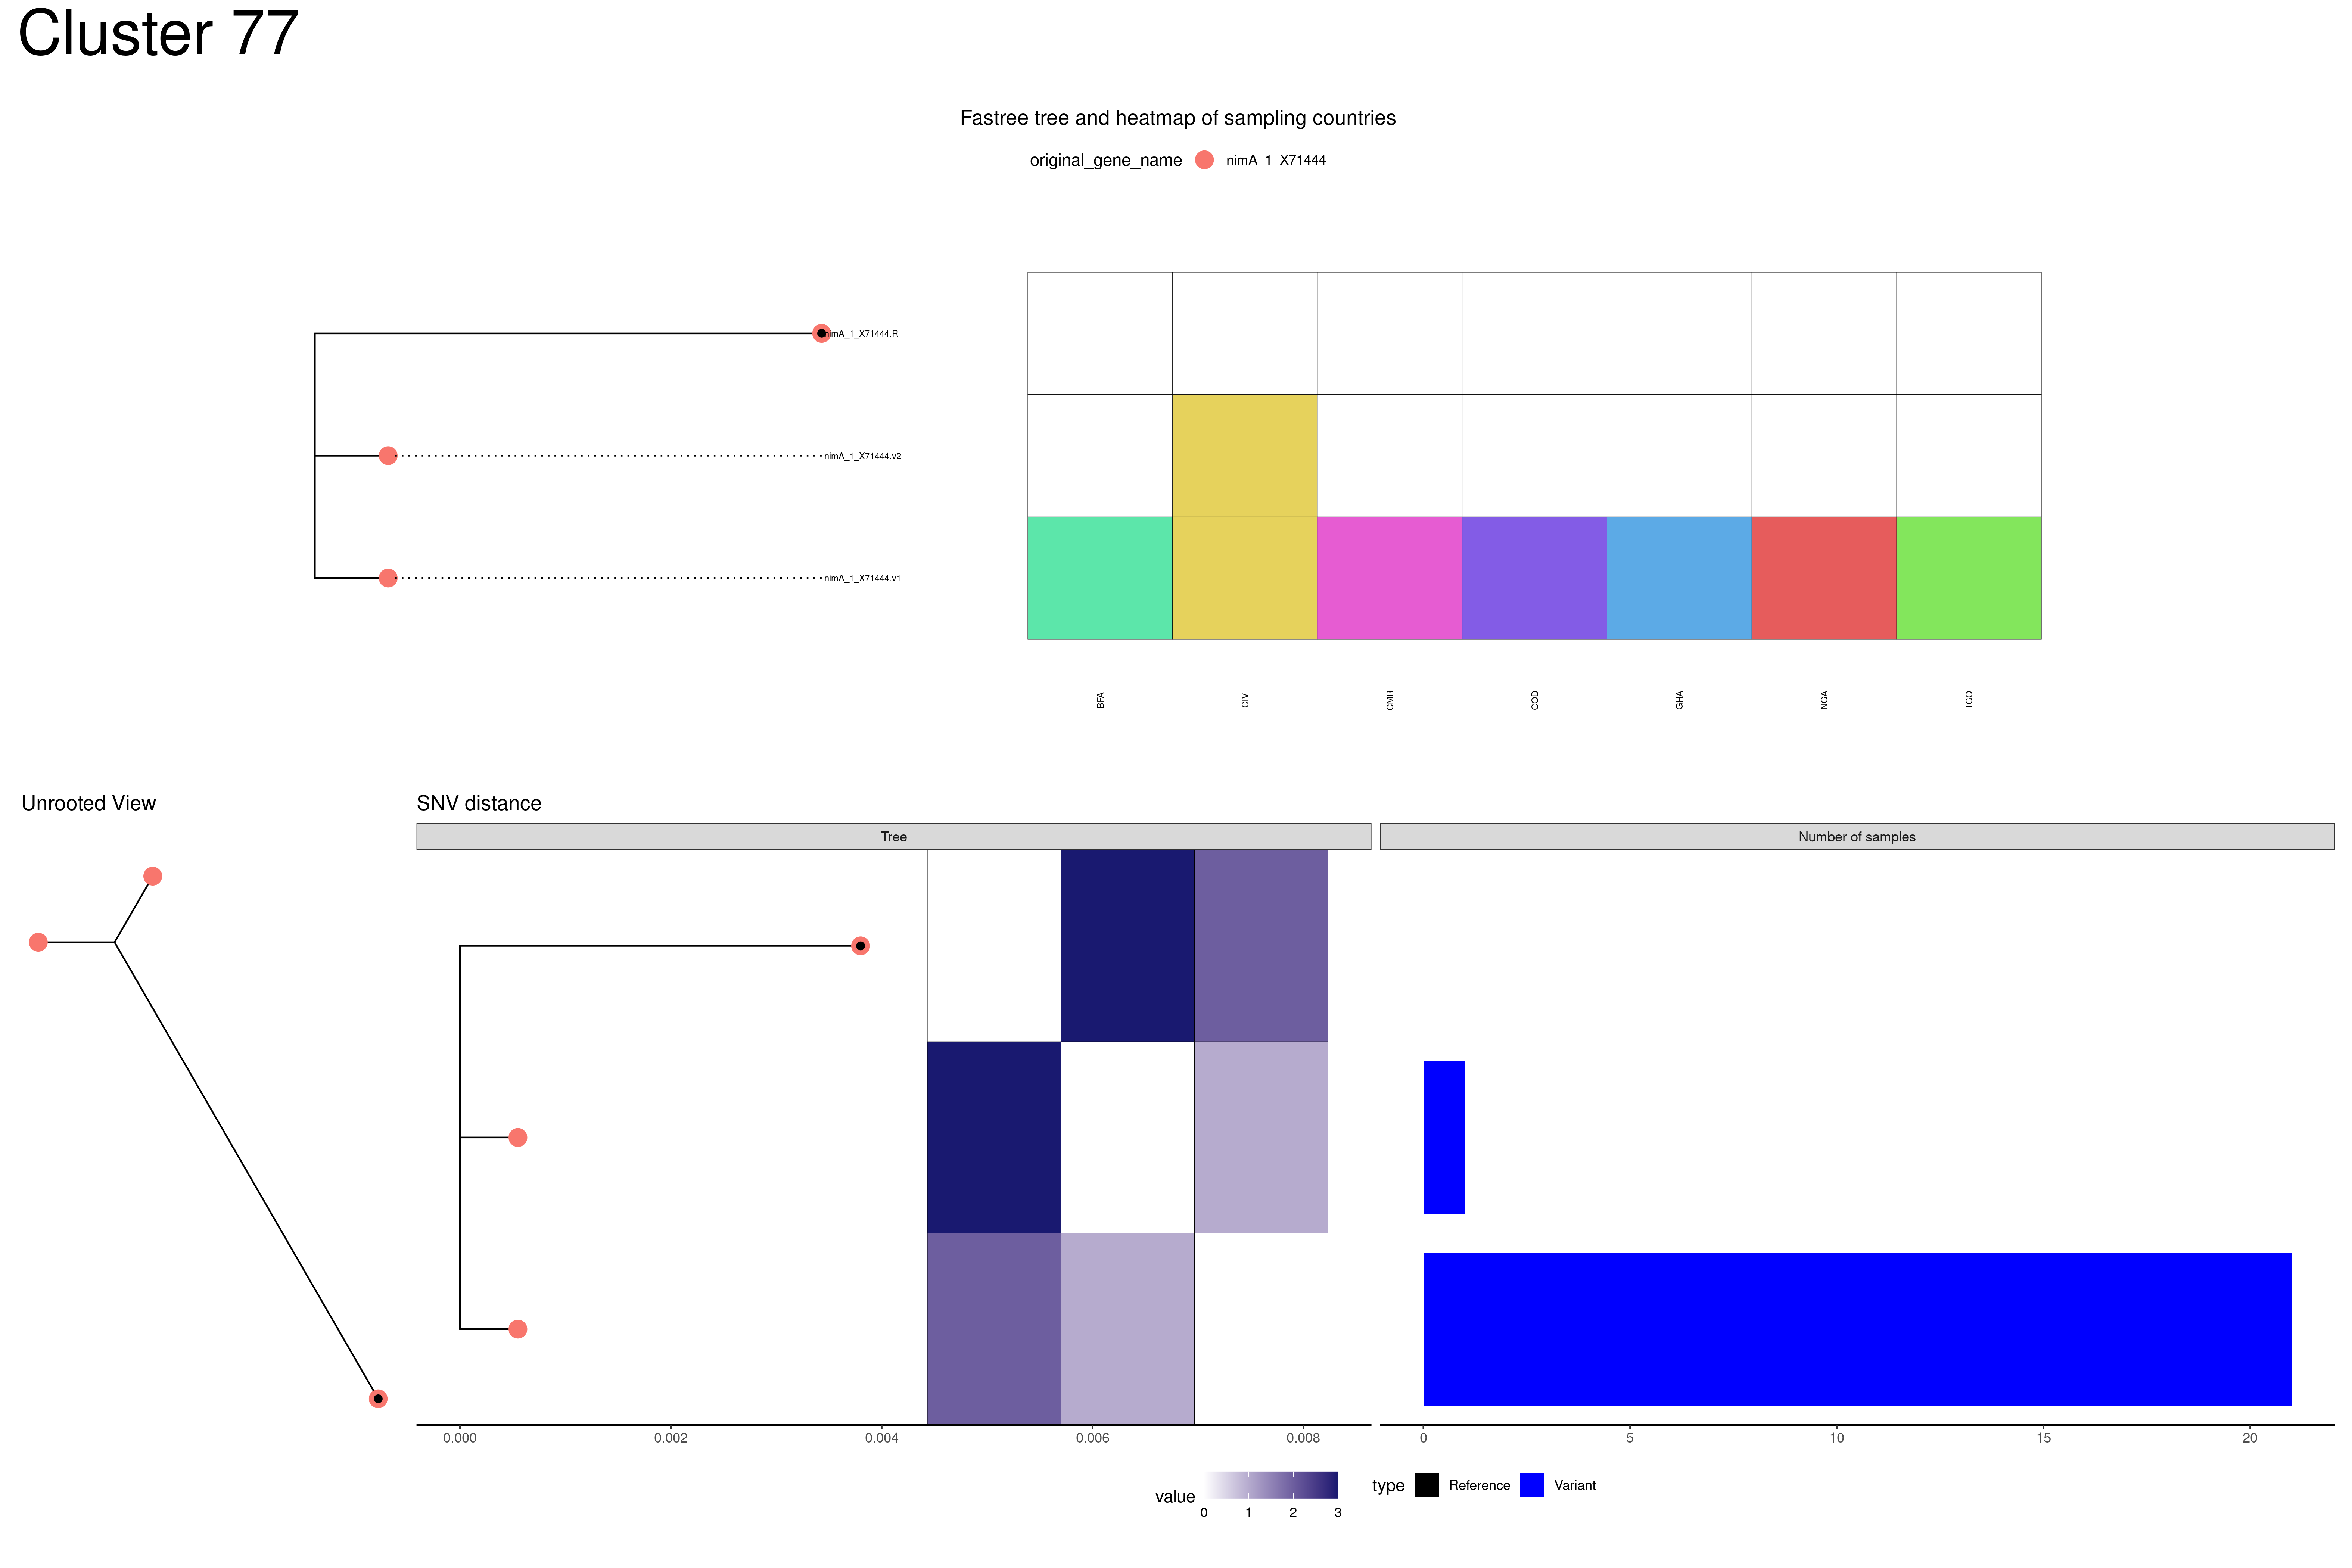 Cluster 77
Fastree tree and heatmap of sampling countries
original_gene_name nimA_1_X71444
nimA_1_X71444.R
nimA_1_X71444.v2
nimA_1_X71444.v1
BFA CIV CMR COD GHA NGA TGO
Unrooted View SNV distance
Tree Number of samples
0.000 0.002 0.004 0.006 0.008 0 5 10 15 20
value 0 1 2 3 type Reference Variant